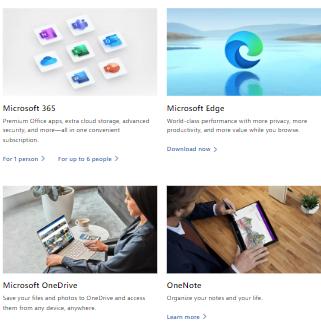 Microsoft 365
Premium Office apps, extra cloud storage, advanced
security, and more—all in one convenient
subscription.
For 1 person >
For up to 6 people >
Microsoft Edge
World-class performance with more privacy, more
productivity, and more value while you browse.
Download now >
Microsoft OneDrive
Save your files and photos to OneDrive and access
them from any device, anywhere.
OneNote
Organize your notes and your life.
Learn more >